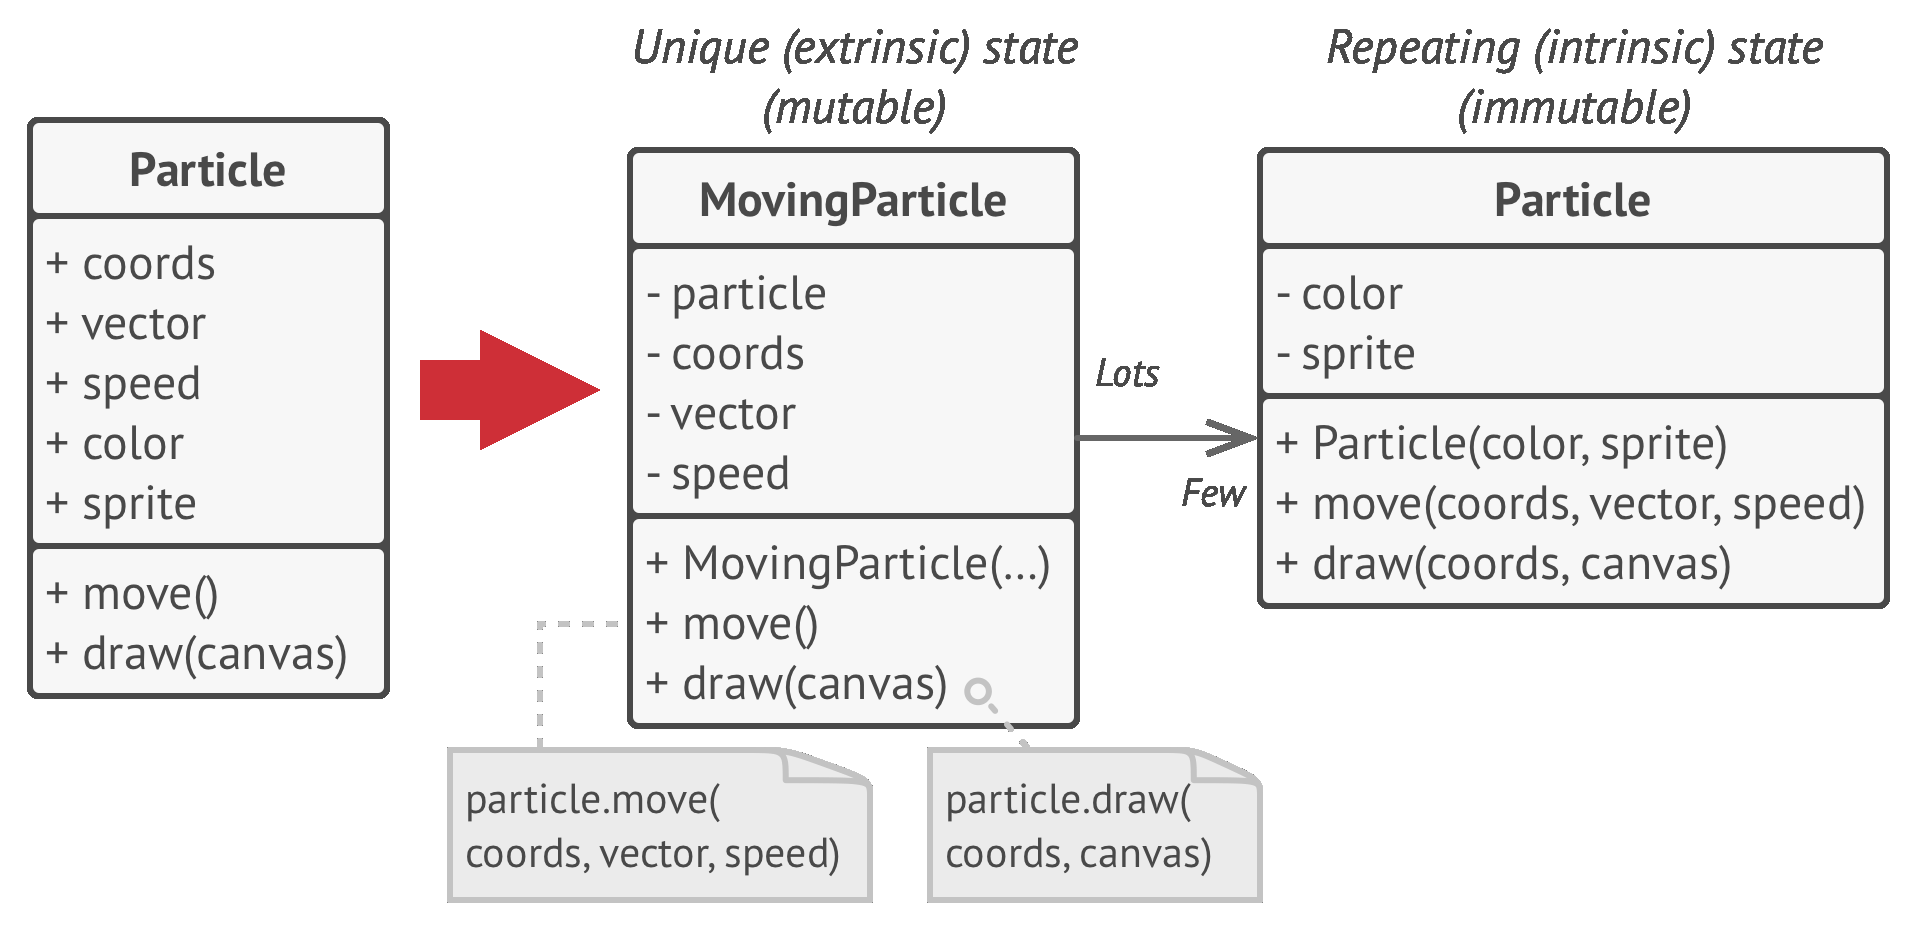 Particle
+ coords
+ vector
+ speed
+ color
+ sprite
+ move()
+ draw(canvas)
Unique (extrinsic) state
(mutable)
MovingParticle
- particle
- coords
- vector
- speed
+ MovingParticle(...)
+ move()
+ draw(canvas)
particle.move(
coords, vector, speed)
particle.draw(
coords, canvas)
Lots
Few
Repeating (intrinsic) state
(immutable)
Particle
- color
- sprite
+ Particle(color, sprite)
+ move(coords, vector, speed)
+ draw(coords, canvas)